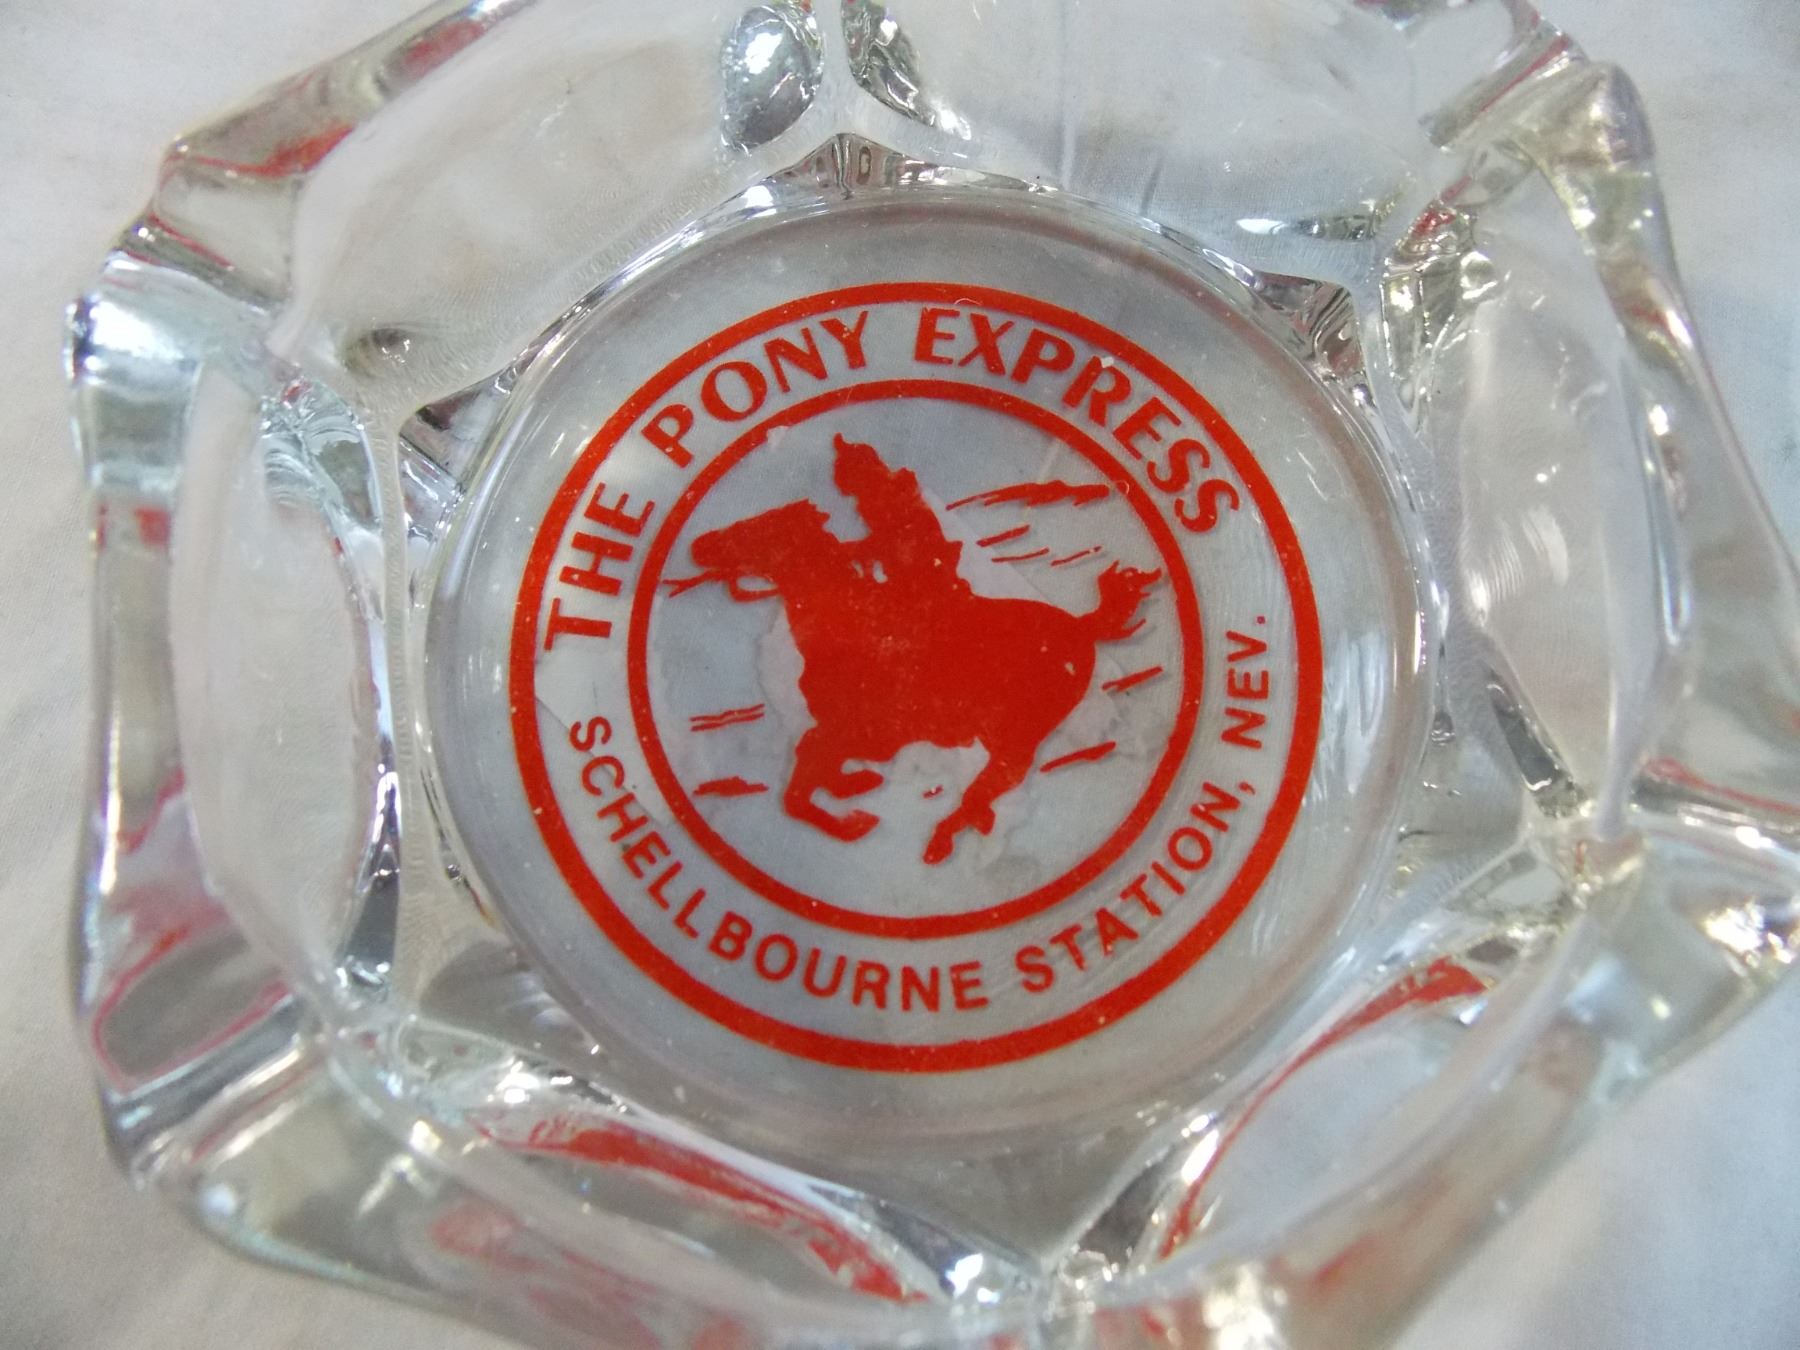 THE PONY EXPRESS
SCHELLBOURNE STATION, NEV.